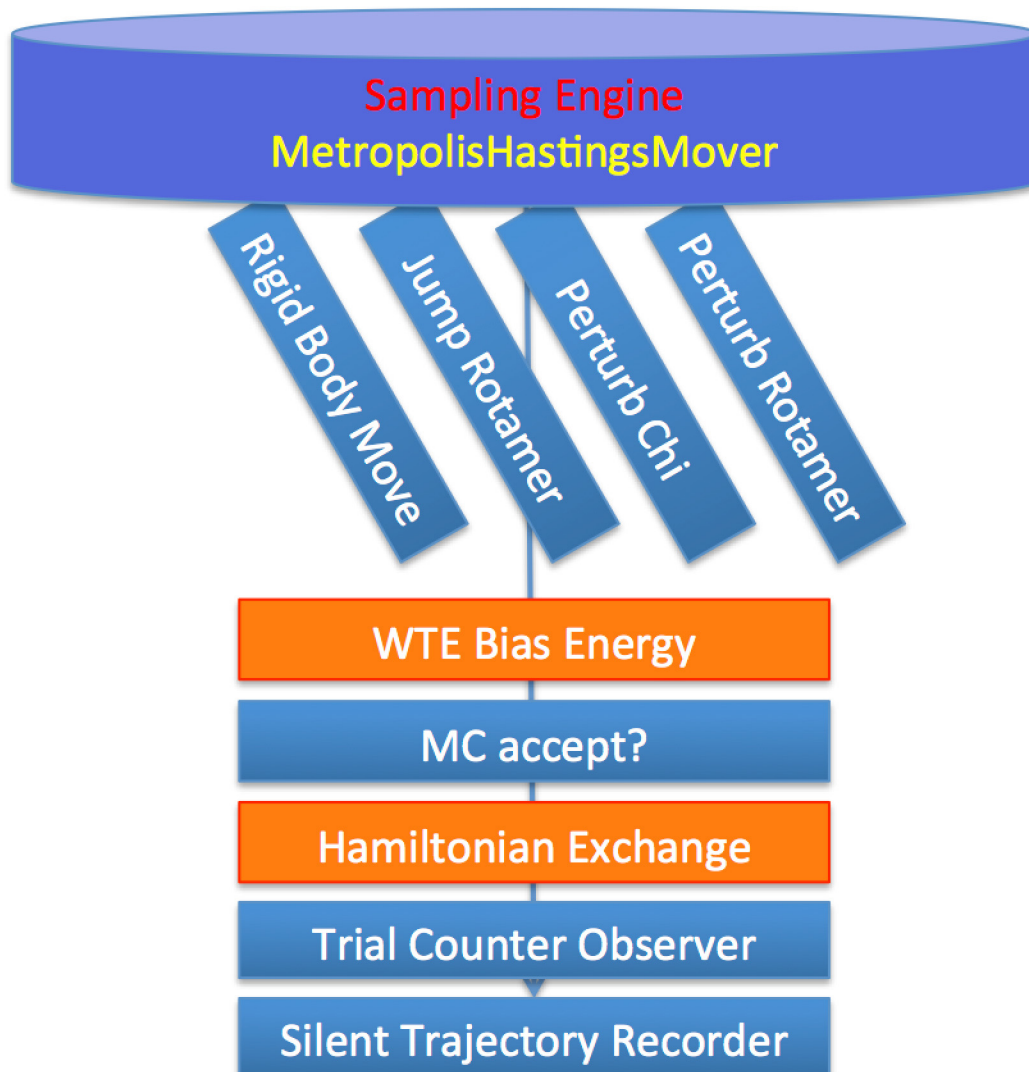 Sampling Engine
MetropolisHastingsMover
Rigid Body Move
Jump Rotamer
Perturb Chi
Perturb Rotamer
WTE Bias Energy
MC accept?
Hamiltonian Exchange
Trial Counter Observer
Silent Trajectory Recorder